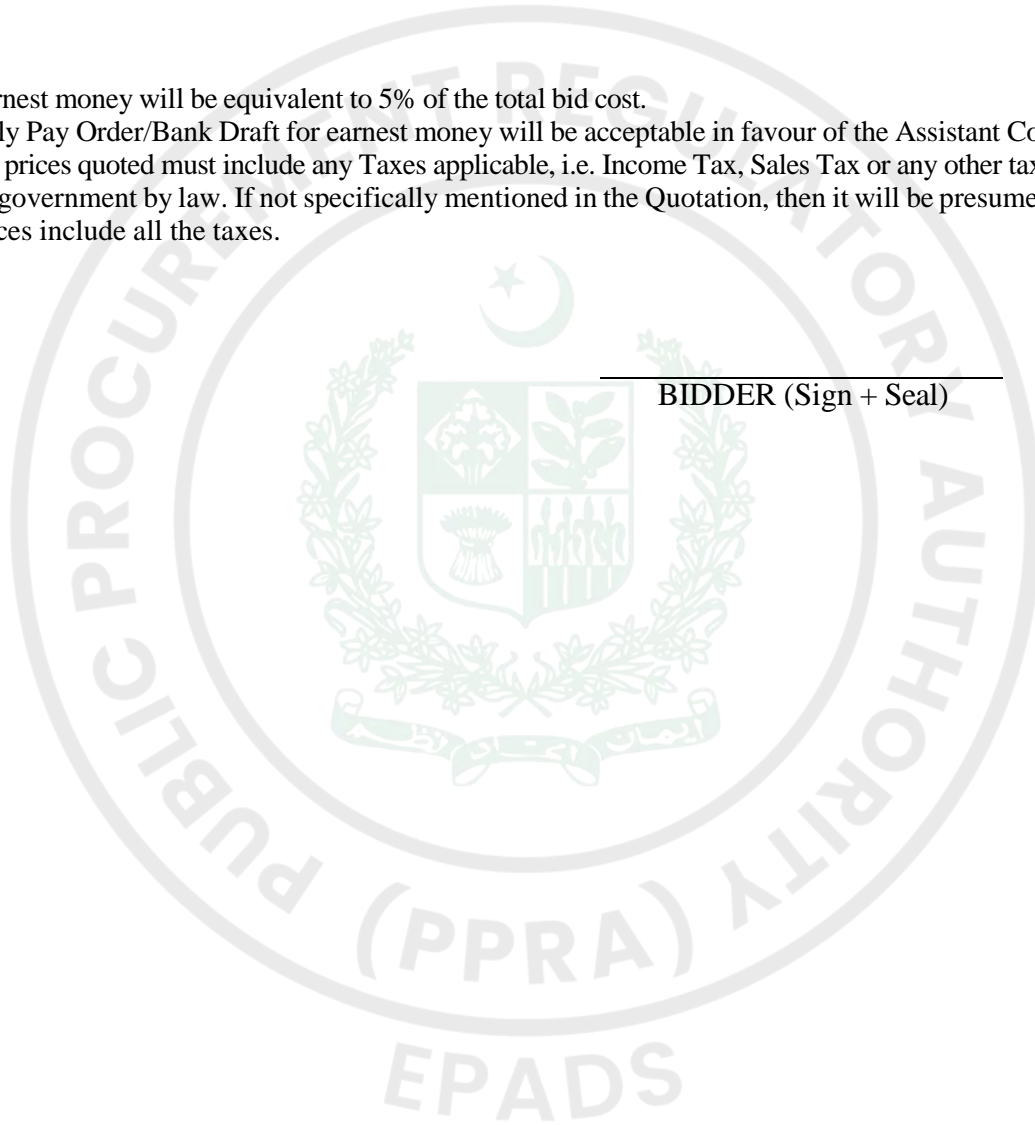 rnest money will be equivalent to 5% of the total bid cost.
ly Pay Order/Bank Draft for earnest money will be acceptable in favour of the Assistant Co
prices quoted must include any Taxes applicable, i.e. Income Tax, Sales Tax or any other tax
government by law. If not specifically mentioned in the Quotation, then it will be presume
ces include all the taxes.
BIDDER (Sign + Seal)
PUBLIC PROCUREMENT REGULATORY AUTHORITY
(PPRA)
EPADS